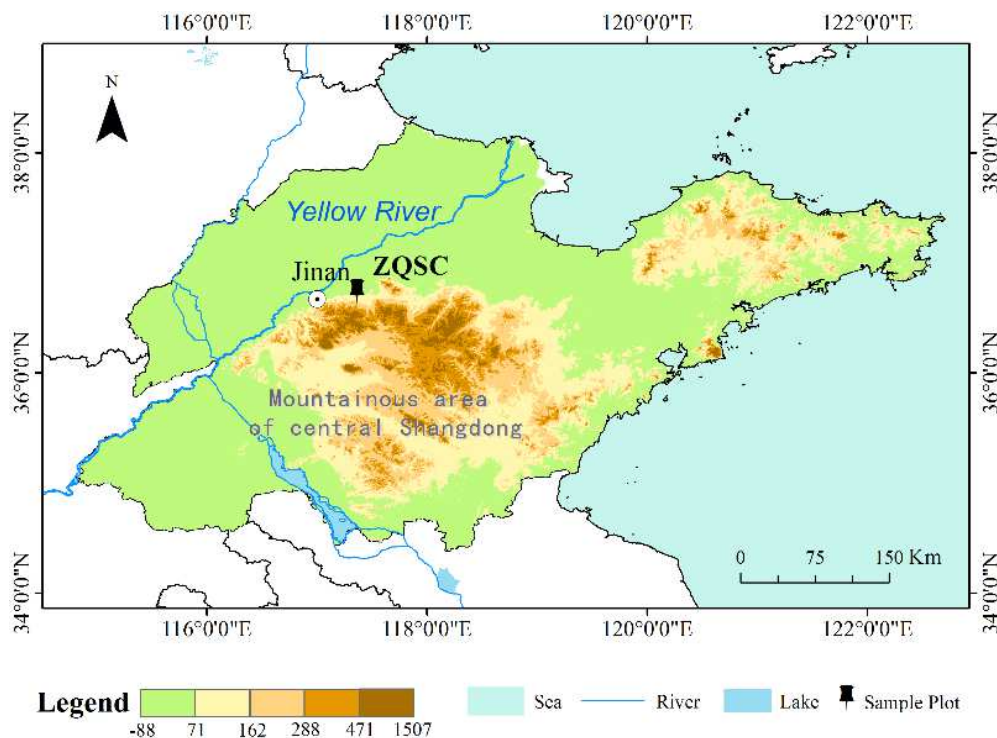 116°0'0"E 118°0'0"E 120°0'0"E 122°0'0"E
N
38°0'0"N
38°0'0"N
Yellow River
Jinan
ZQSC
36°0'0"N
36°0'0"N
Mountainous area
of central Shangdong
0 75 150 Km
34°0'0"N
34°0'0"N
116°0'0"E 118°0'0"E 120°0'0"E 122°0'0"E
Legend
-88 71 162 288 471 1507
Sea
River
Lake
Sample Plot